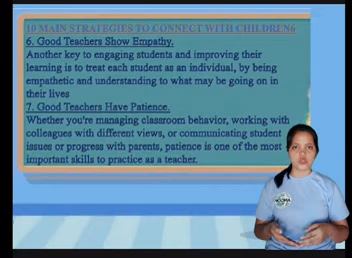 10 MAIN STRATEGIES TO CONNECT WITH CHILDREN6
6. Good Teachers Show Empathy.
Another key to engaging students and improving their
learning is to treat each student as an individual, by being
empathetic and understanding to what may be going on in
their lives
7. Good Teachers Have Patience.
Whether you're managing classroom behavior, working with
colleagues with different views, or communicating student
issues or progress with parents, patience is one of the most
important skills to practice as a teacher.